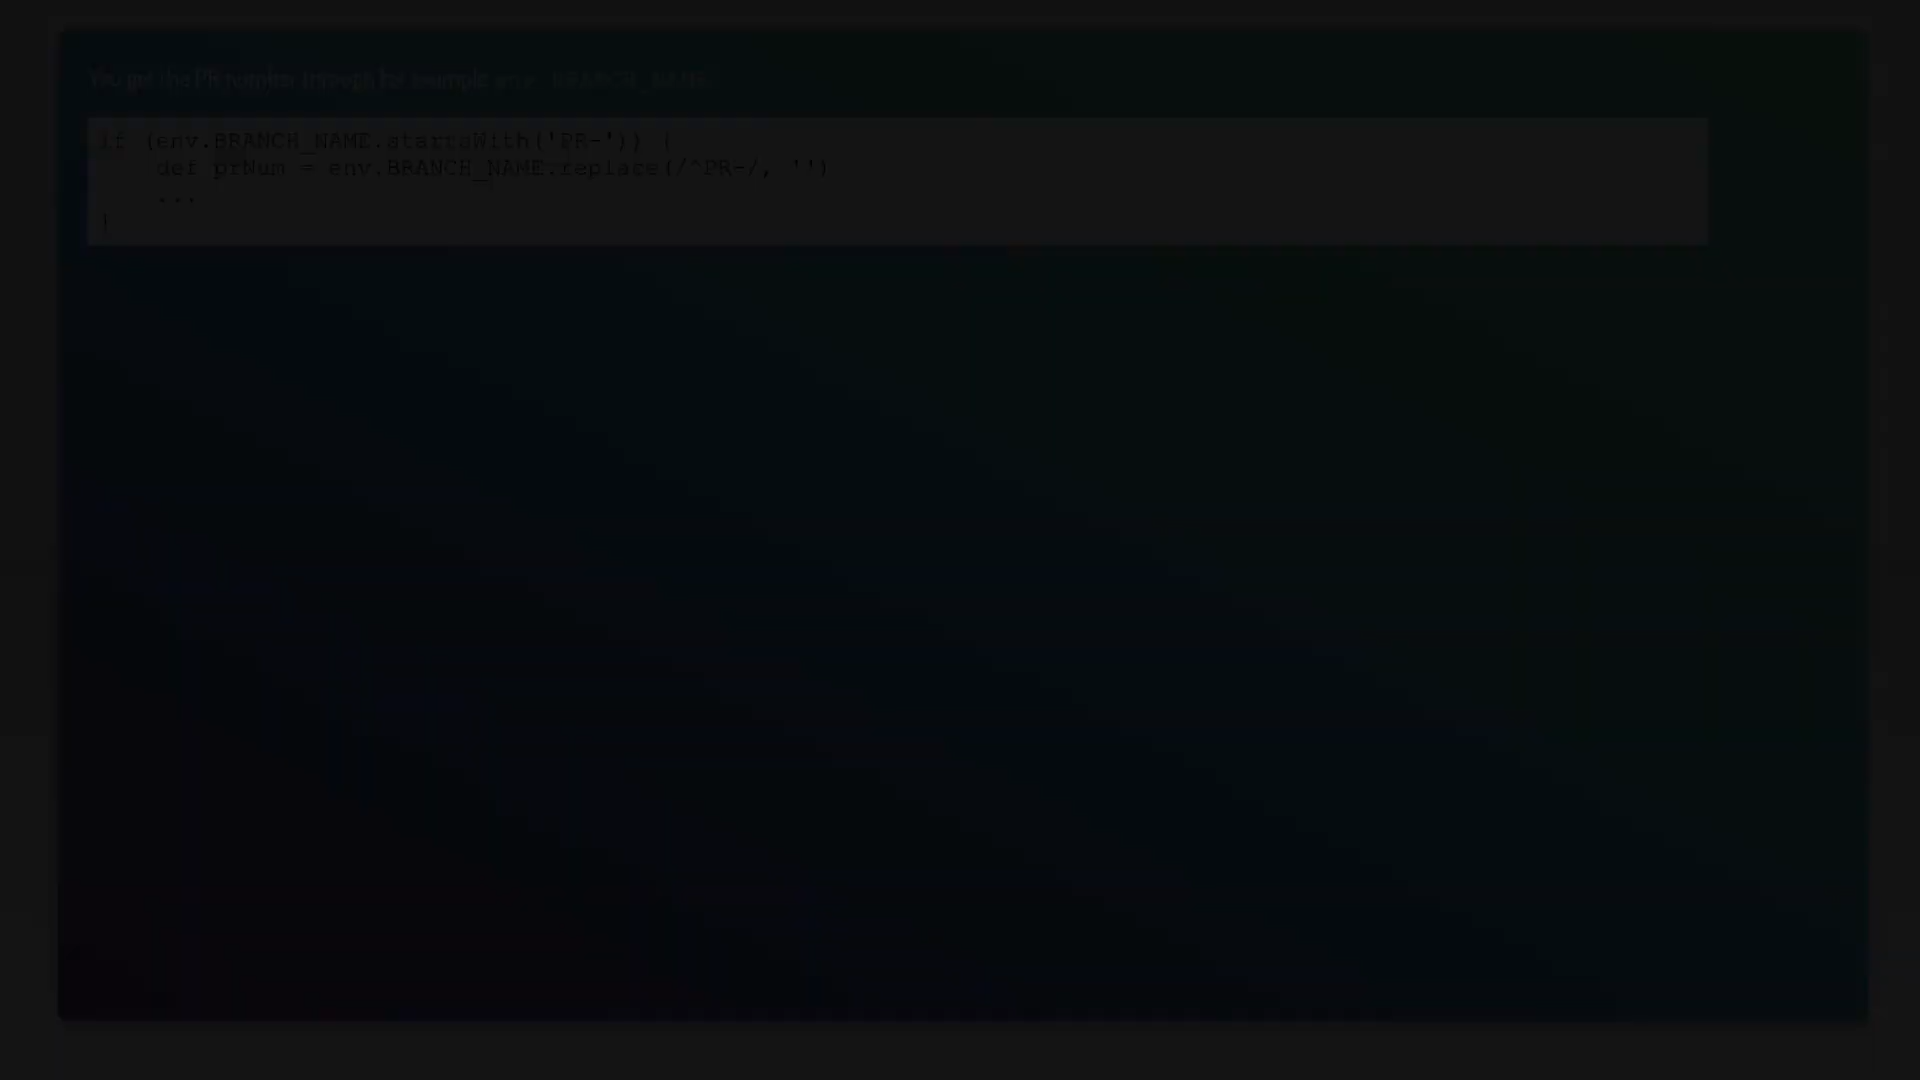 You get the PR number through for example env.BRANCH_NAME
if (env.BRANCH_NAME.startsWith('PR-')) {
    def prNum = env.BRANCH_NAME.replace(/^PR-/, '')
    ...
}